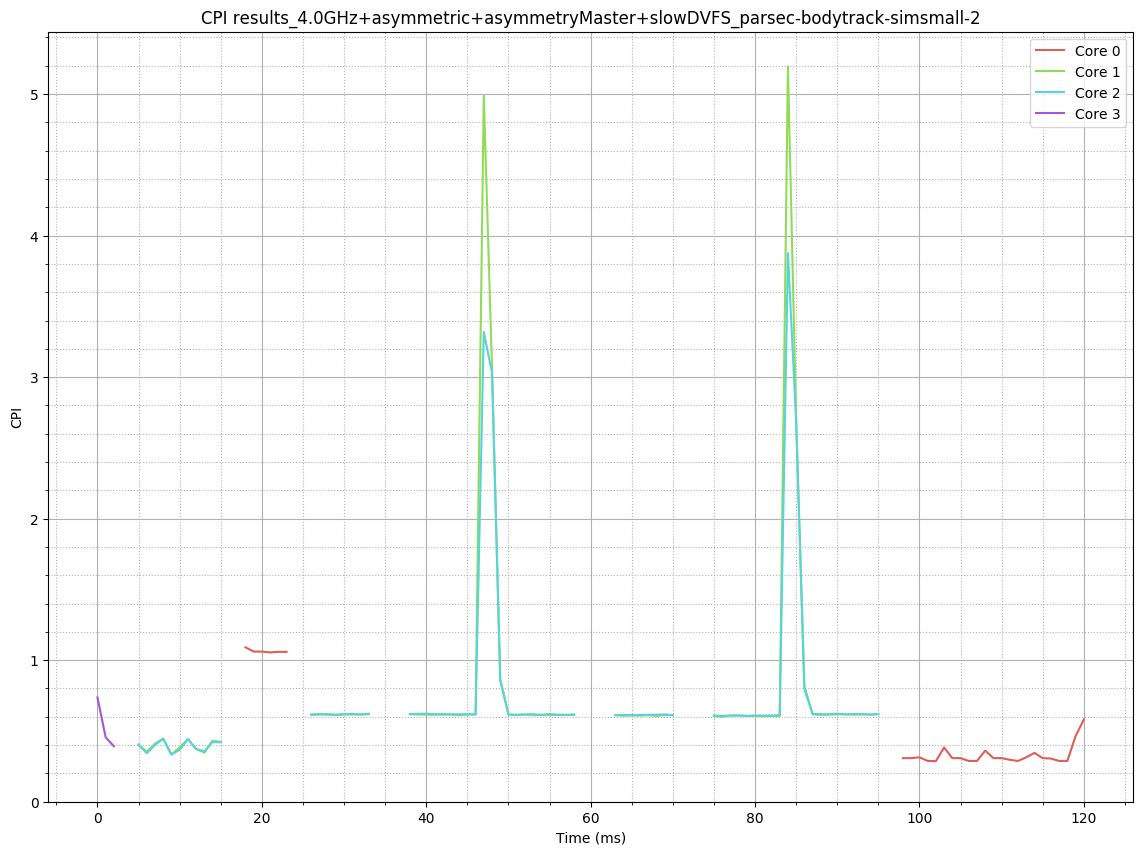 CPI results_4.0GHz+asymmetric+asymmetryMaster+slowDVFS_parsec-bodytrack-simsmall-2
Core 0
Core 1
Core 2
Core 3
CPI
5
4
3
2
1
0
0 20 40 60 80 100 120
Time (ms)